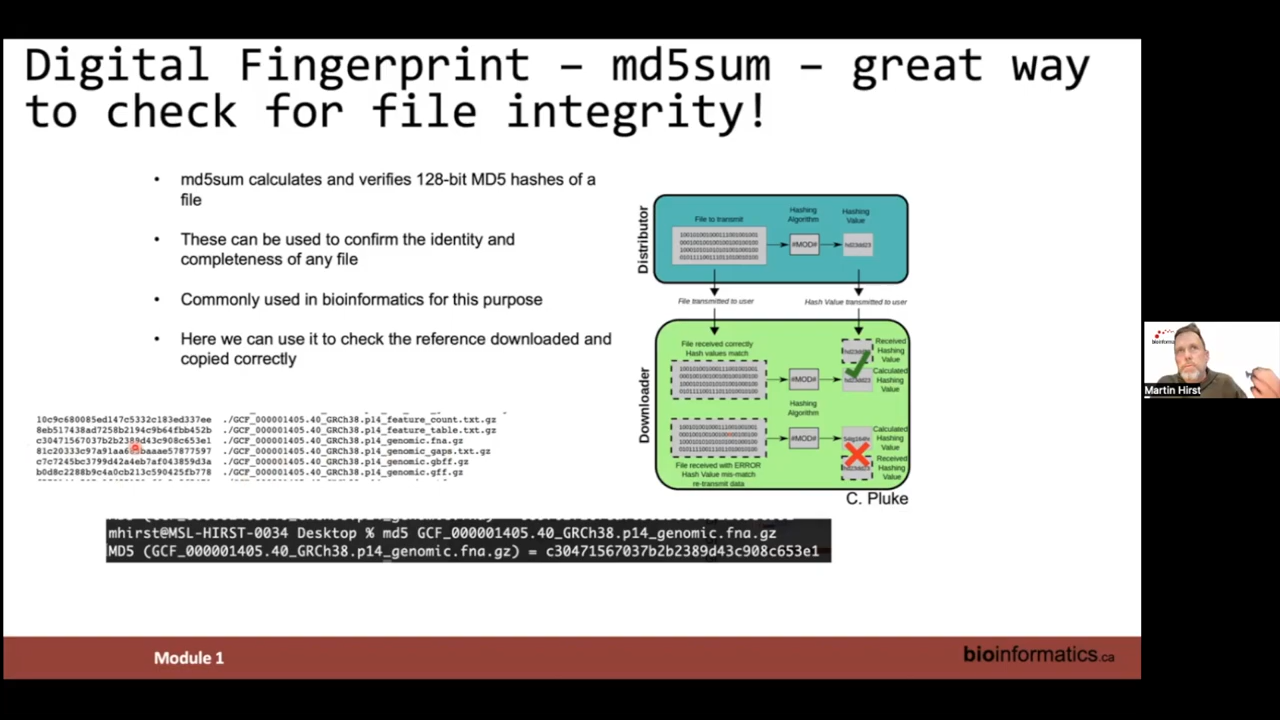 Digital Fingerprint – md5sum – great way
to check for file integrity!
• md5sum calculates and verifies 128-bit MD5 hashes of a
file
• These can be used to confirm the identity and
completeness of any file
• Commonly used in bioinformatics for this purpose
• Here we can use it to check the reference downloaded and
copied correctly
10c9c680085ed147c5332c183ed337ee ./GCF_000001405.40_GRCh38.p14_feature_count.txt.gz
8eb517438ad7258b2194c9b64fbb452b ./GCF_000001405.40_GRCh38.p14_feature_table.txt.gz
c30471567037b2b2389d43c908c653e1 ./GCF_000001405.40_GRCh38.p14_genomic.fna.gz
./GCF_000001405.40_GRCh38.p14_genomic_gaps.txt.gz
c7c7245bc3799d42a4eb7af043859d3a ./GCF_000001405.40_GRCh38.p14_genomic.gbff.gz
b0d8c2288b9c4a0cb213c590425fb778 ./GCF_000001405.40_GRCh38.p14_genomic.gff.gz
mhirst@MSL-HIRST-0034 Desktop % md5 GCF_000001405.40_GRCh38.p14_genomic.fna.gz
MD5 (GCF_000001405.40_GRCh38.p14_genomic.fna.gz) = c30471567037b2b2389d43c908c653e1
Distributor
File to transmit
Hashing
Algorithm
Hashing
Value
#MOD#
hd23dd23
File transmitted to user
Hash Value transmitted to user
Downloader
File received correctly
Hash values match
#MOD#
Received
Hashing
Value
Calculated
Hashing
Value
Hashing
Algorithm
#MOD#
Calculated
Hashing
Value
Received
Hashing
Value
File received with ERROR
Hash Value mis-match
re-transmit data
C. Pluke
Module 1
bioinformatics.ca
Martin Hirst